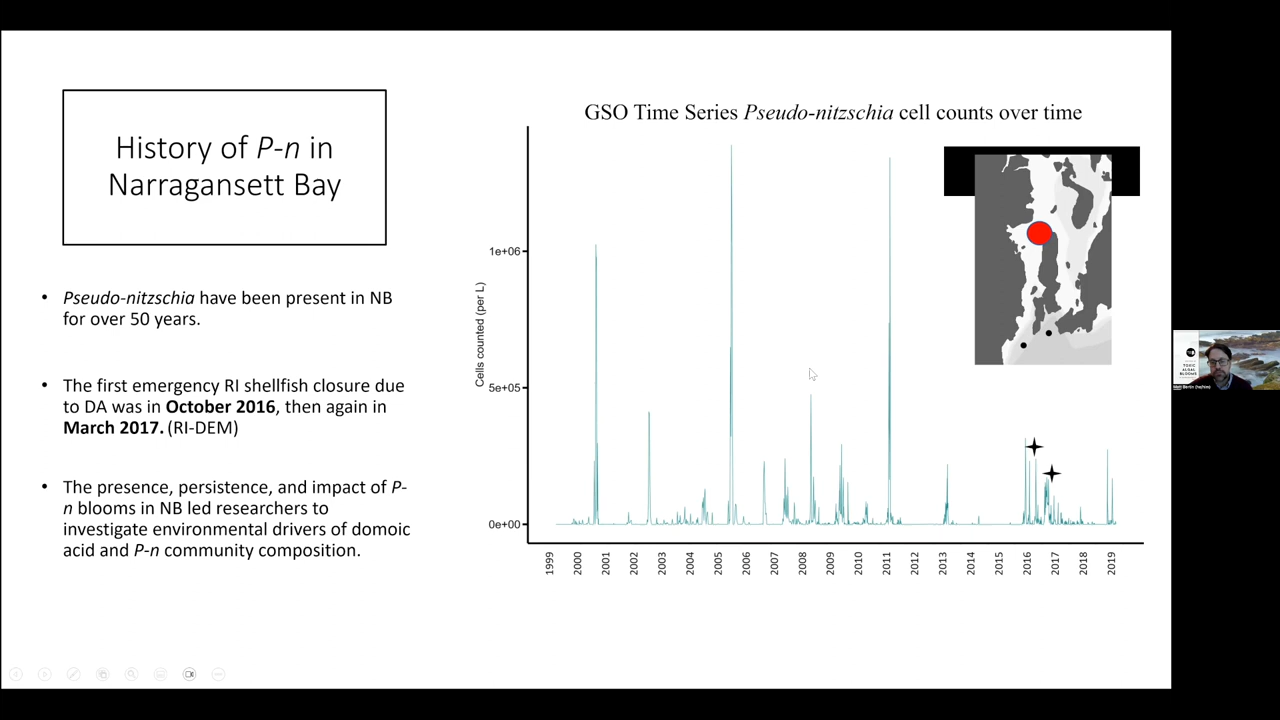 History of P-n in
Narragansett Bay
• Pseudo-nitzschia have been present in NB
for over 50 years.
• The first emergency RI shellfish closure due
to DA was in October 2016, then again in
March 2017. (RI-DEM)
• The presence, persistence, and impact of P-
n blooms in NB led researchers to
investigate environmental drivers of domoic
acid and P-n community composition.
GSO Time Series Pseudo-nitzschia cell counts over time
Cells counted (per L)
1e+06
5e+05
0e+00
1999
2000
2001
2002
2003
2004
2005
2006
2007
2008
2009
2010
2011
2012
2013
2014
2015
2016
2017
2018
2019
TOXIC
ALGAL
BLOOMS